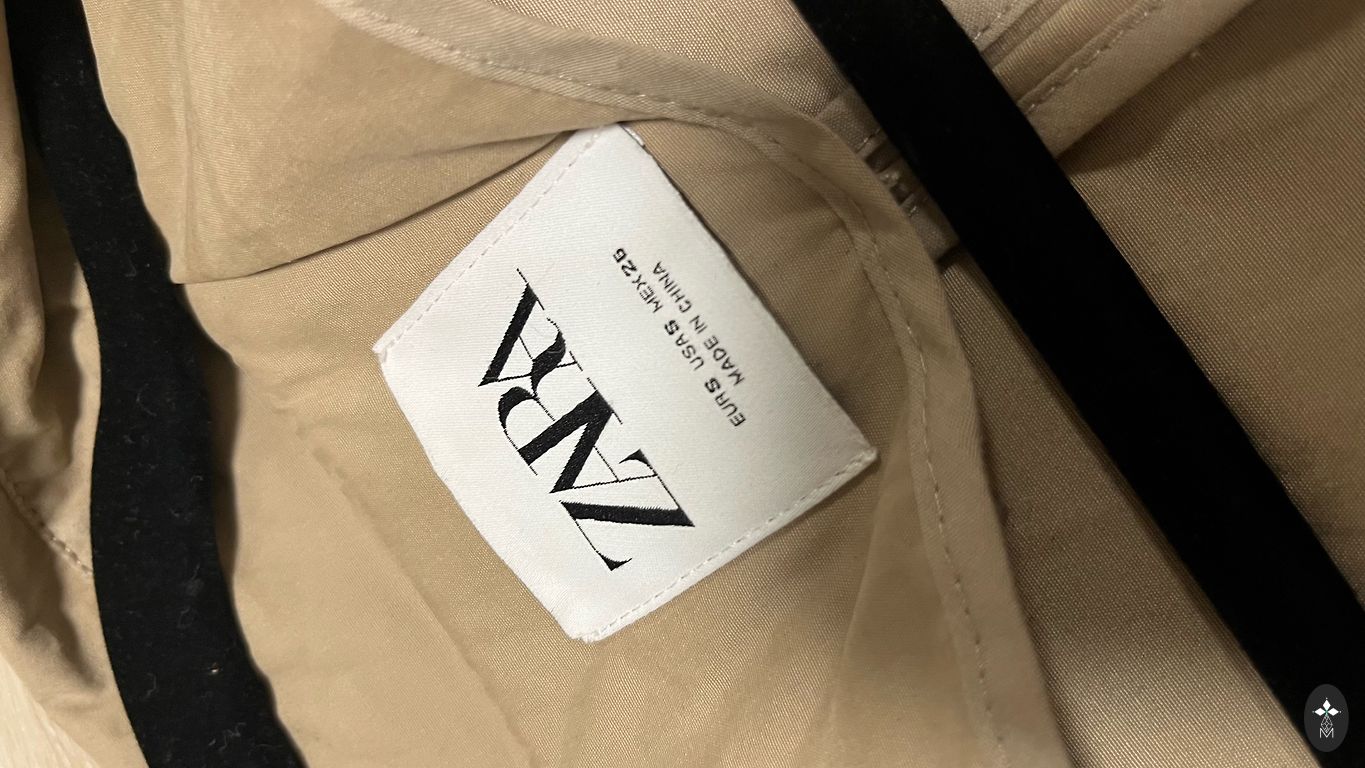 ZARA
EUR S USA S MEX 26
MADE IN CHINA
M